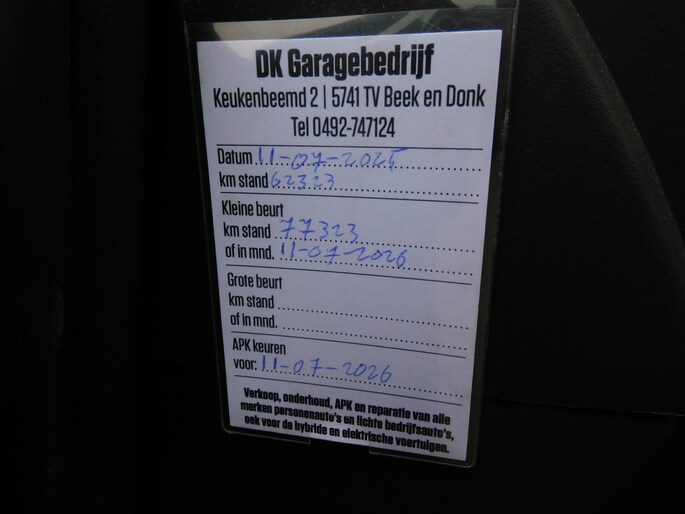 DK Garagebedrijf
Keukenbeemd 2 | 5741 TV Beek en Donk
Tel 0492-747124
Datum 11-07-2025
km stand 62323
Kleine beurt
km stand 77323
of in mnd. 11-07-2026
Grote beurt
km stand
of in mnd.
APK keuren
voor: 11-07-2026
Verkoop, onderhoud, APK en reparatie van alle
merken personenauto's en lichte bedrijfsauto's,
ook voor de hybride en elektrische voertuigen.